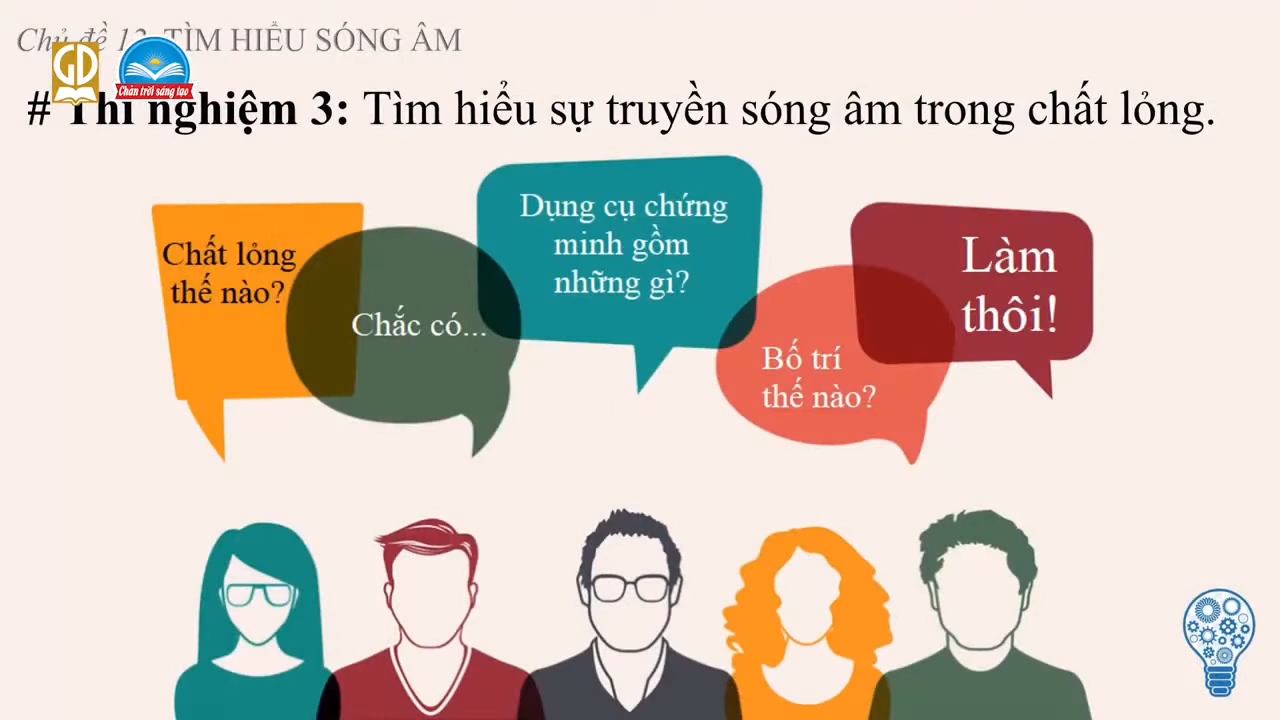 Chủ đề 12: TÌM HIỂU SÓNG ÂM
GD
Chân trời sáng tạo
# Thí nghiệm 3: Tìm hiểu sự truyền sóng âm trong chất lỏng.
Chất lỏng
thế nào?
Chắc có...
Dụng cụ chứng
minh gồm
những gì?
Bố trí
thế nào?
Làm
thôi!